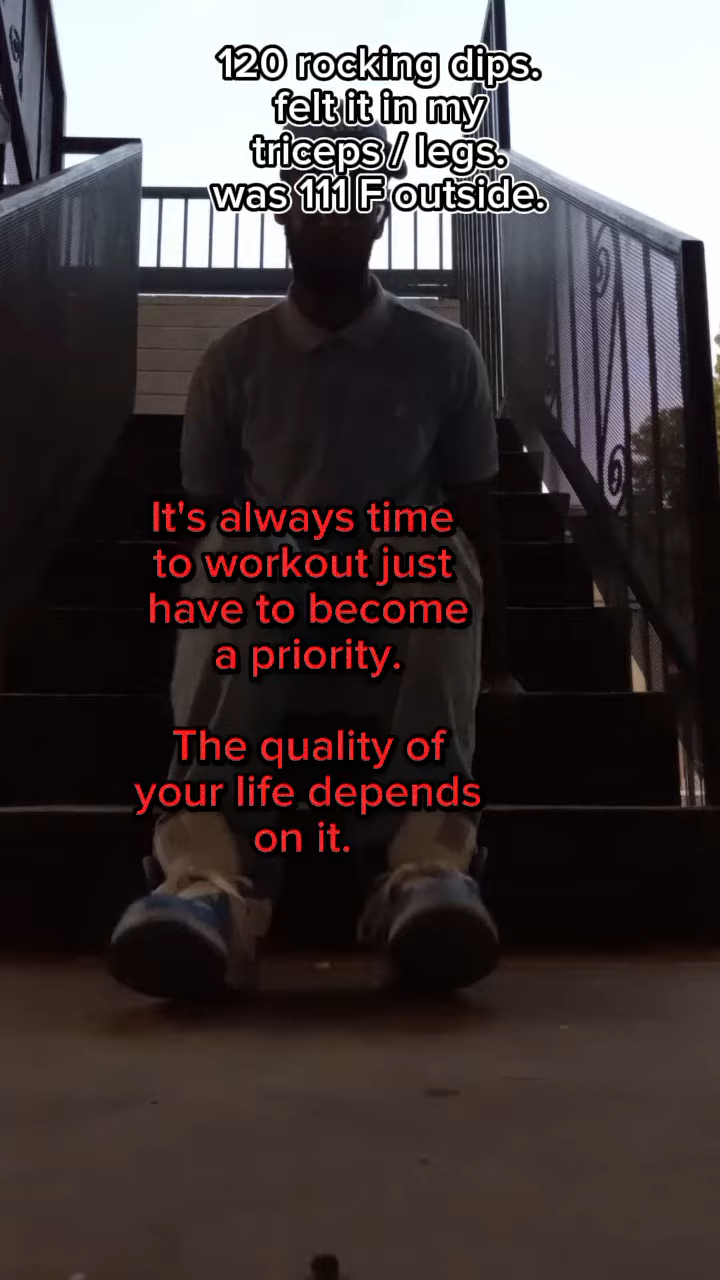 120 rocking dips.
felt it in my
triceps / legs.
was 111 F outside.
It's always time
to workout just
have to become
a priority.
The quality of
your life depends
on it.